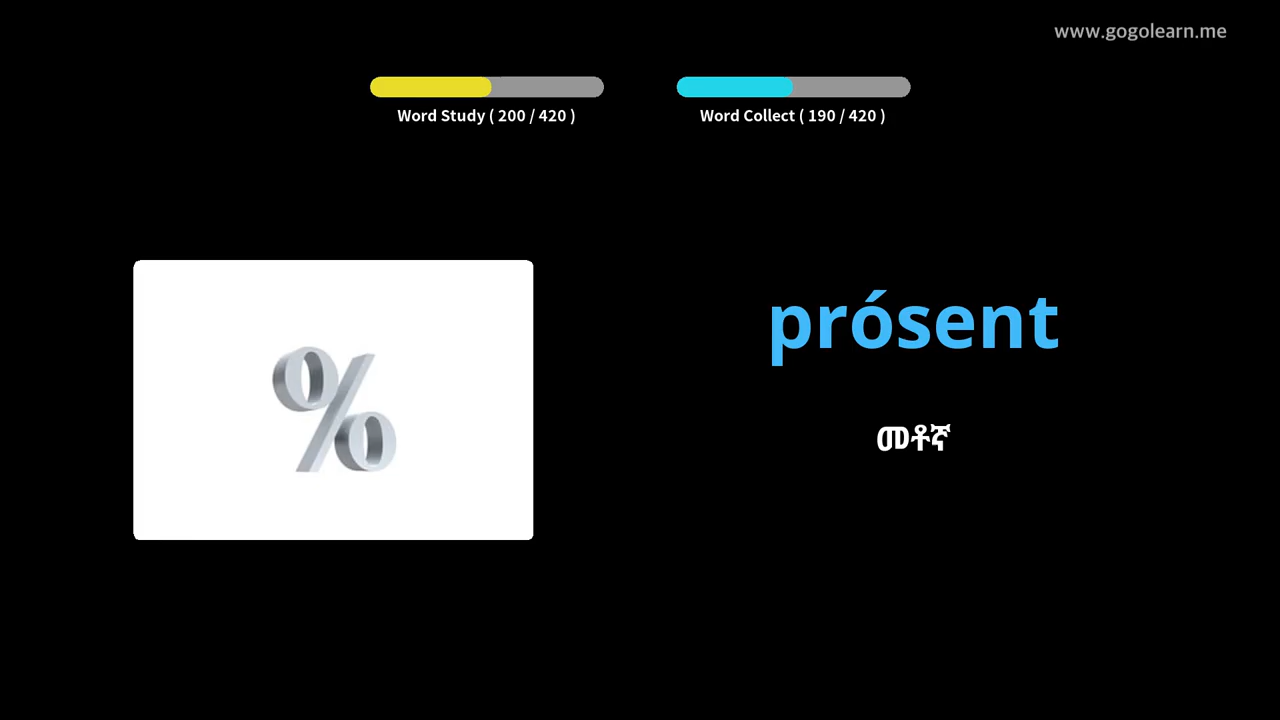 www.gogolearn.me
Word Study ( 200 / 420 )
Word Collect ( 190 / 420 )
%
prósent
መቶኛ